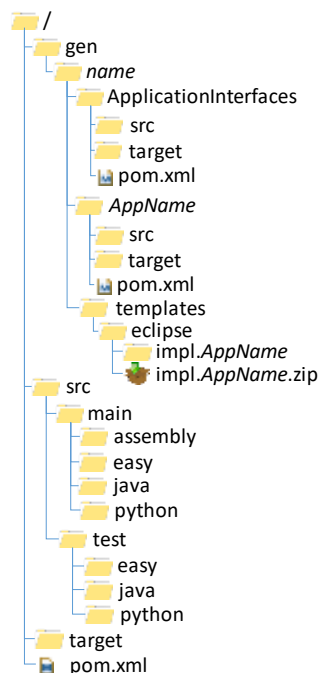 /
gen
name
ApplicationInterfaces
src
target
pom.xml
AppName
src
target
pom.xml
templates
eclipse
impl.AppName
impl.AppName.zip
src
main
assembly
easy
java
python
test
easy
java
python
target
pom.xml